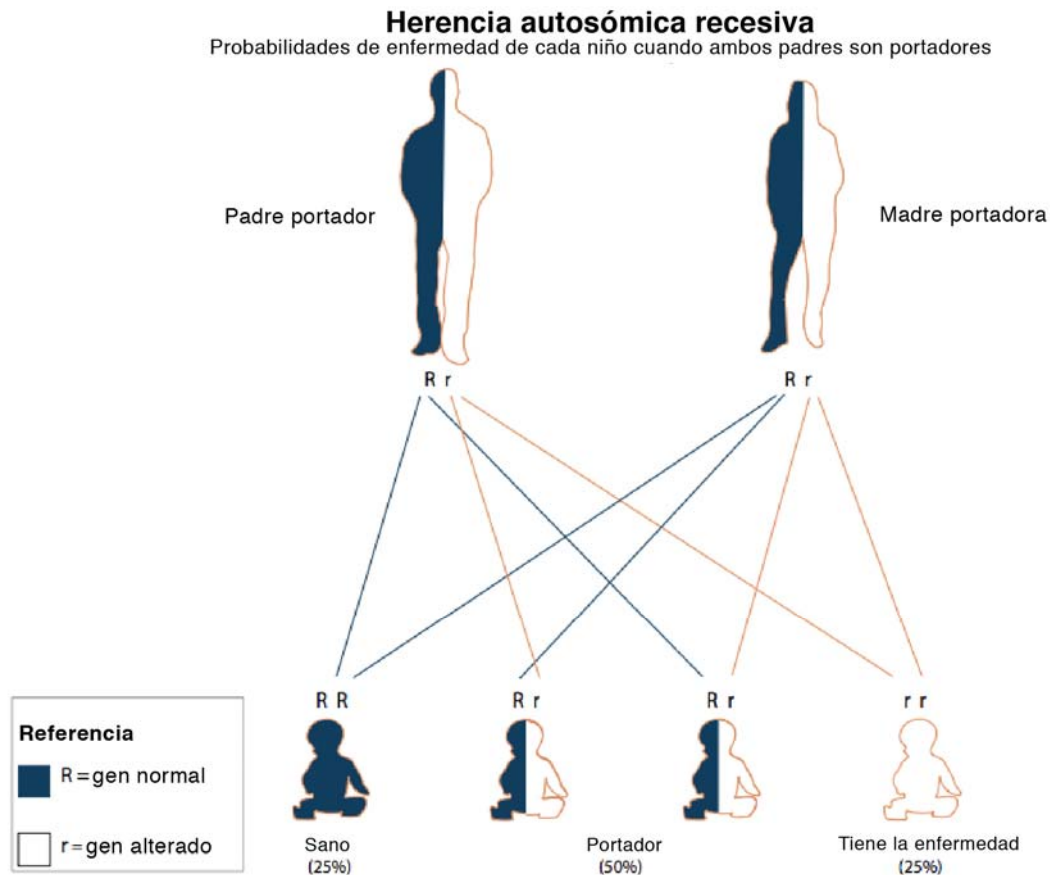 Herencia autosómica recesiva
Probabilidades de enfermedad de cada niño cuando ambos padres son portadores
Padre portador
Madre portadora
R r
R r
R R
R r
R r
r r
Referencia
R=gen normal
r=gen alterado
Sano
(25%)
Portador
(50%)
Tiene la enfermedad
(25%)